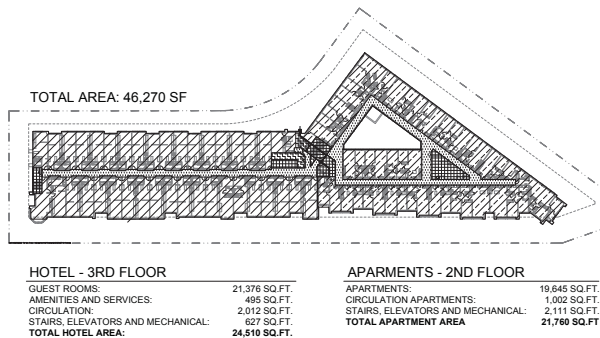 TOTAL AREA: 46,270 SF
HOTEL - 3RD FLOOR
GUEST ROOMS: 21,376 SQ.FT.
AMENITIES AND SERVICES: 495 SQ.FT.
CIRCULATION: 2,012 SQ.FT.
STAIRS, ELEVATORS AND MECHANICAL: 627 SQ.FT.
TOTAL HOTEL AREA: 24,510 SQ.FT.
APARMENTS - 2ND FLOOR
APARTMENTS: 19,645 SQ.FT.
CIRCULATION APARTMENTS: 1,002 SQ.FT.
STAIRS, ELEVATORS AND MECHANICAL: 2,111 SQ.FT.
TOTAL APARTMENT AREA 21,760 SQ.FT